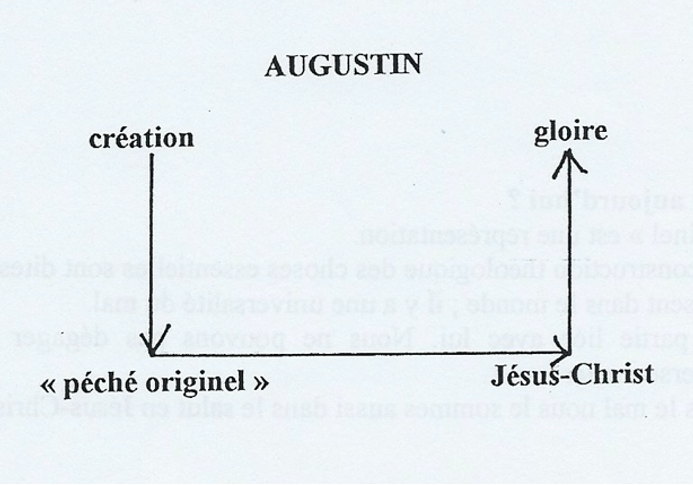 AUGUSTIN
création
gloire
« péché originel »
Jésus-Christ